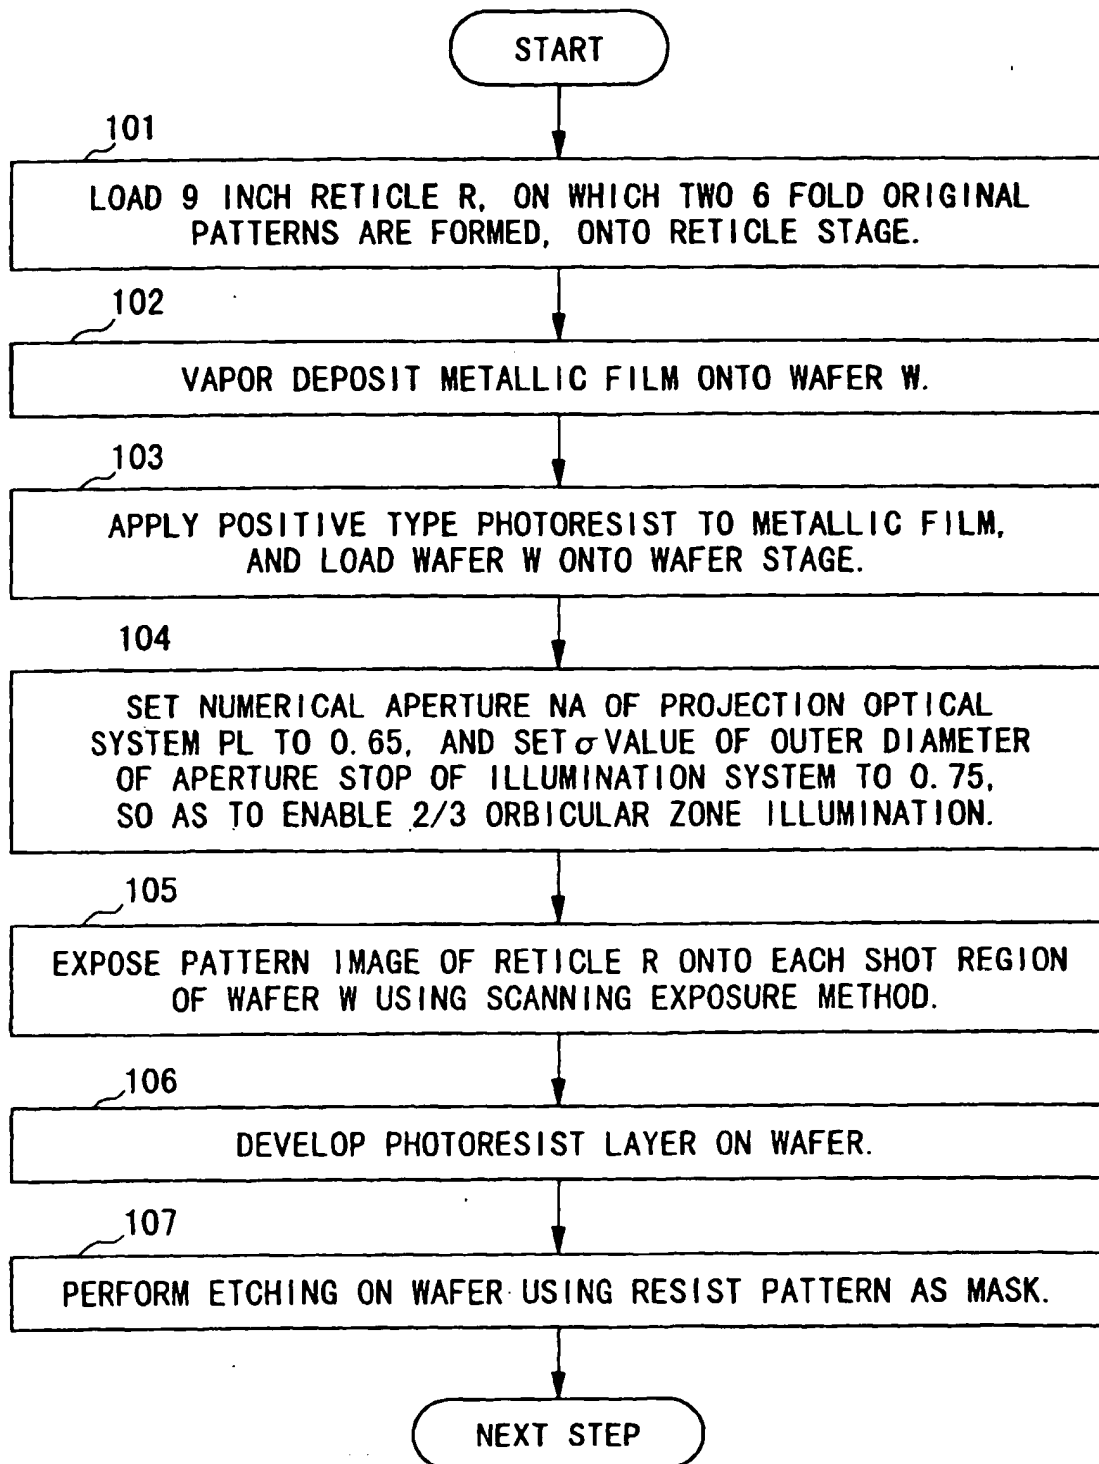 START
101
LOAD 9 INCH RETICLE R, ON WHICH TWO 6 FOLD ORIGINAL
PATTERNS ARE FORMED, ONTO RETICLE STAGE.
102
VAPOR DEPOSIT METALLIC FILM ONTO WAFER W.
103
APPLY POSITIVE TYPE PHOTORESIST TO METALLIC FILM,
AND LOAD WAFER W ONTO WAFER STAGE.
104
SET NUMERICAL APERTURE NA OF PROJECTION OPTICAL
SYSTEM PL TO 0.65, AND SET σ VALUE OF OUTER DIAMETER
OF APERTURE STOP OF ILLUMINATION SYSTEM TO 0.75,
SO AS TO ENABLE 2/3 ORBICULAR ZONE ILLUMINATION.
105
EXPOSE PATTERN IMAGE OF RETICLE R ONTO EACH SHOT REGION
OF WAFER W USING SCANNING EXPOSURE METHOD.
106
DEVELOP PHOTORESIST LAYER ON WAFER.
107
PERFORM ETCHING ON WAFER USING RESIST PATTERN AS MASK.
NEXT STEP